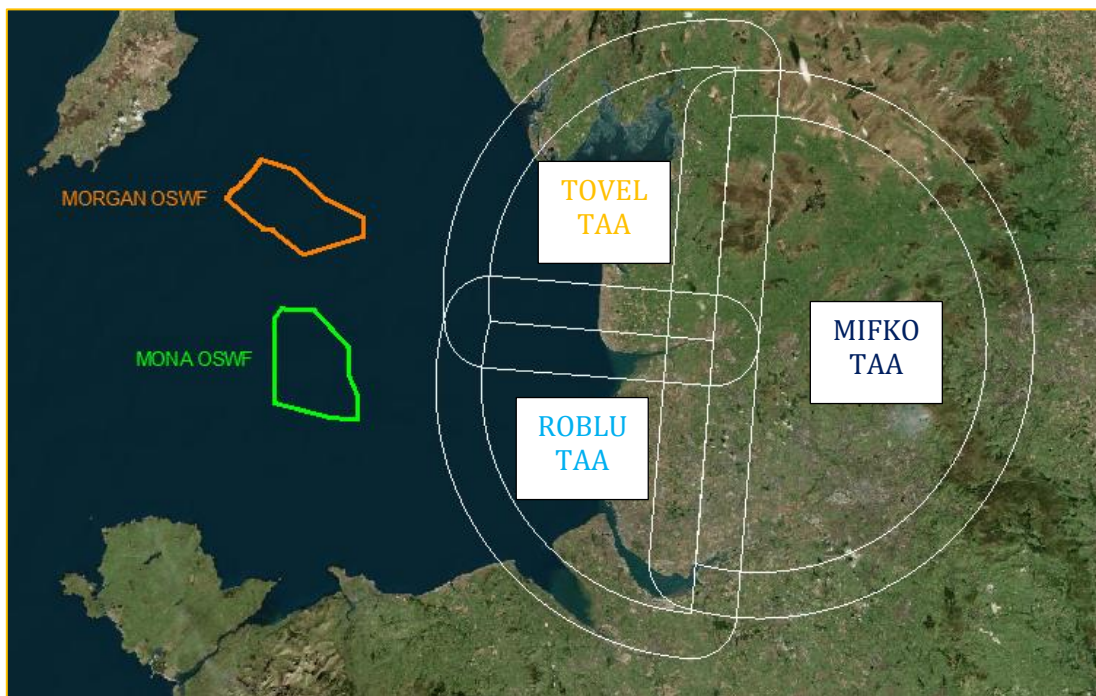 MORGAN OSWF
TOVEL
TAA
MONA OSWF
MIFKO
TAA
ROBLU
TAA